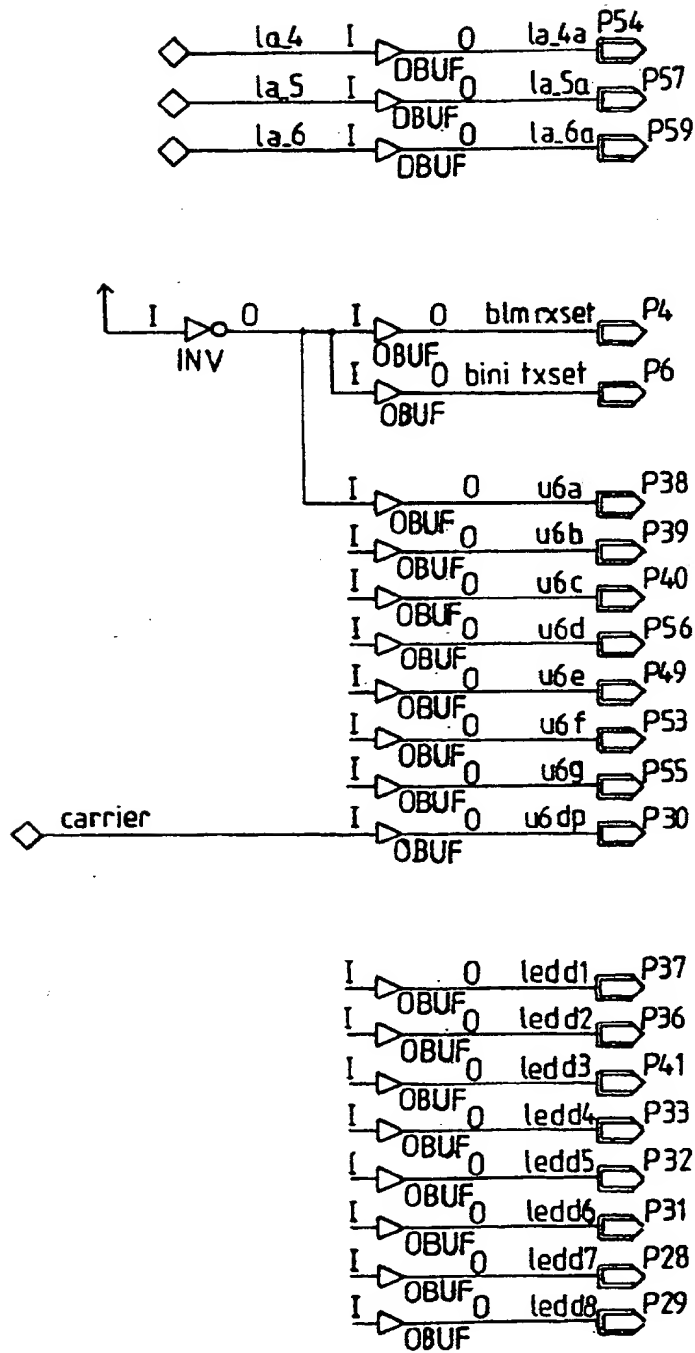 la_4 I O la_4a P54
OBUF
la_5 I O la_5a P57
OBUF
la_6 I O la_6a P59
OBUF
I O I O blm rxset P4
INV OBUF
I O bini txset P6
OBUF
I O u6a P38
OBUF
I O u6b P39
OBUF
I O u6c P40
OBUF
I O u6d P56
OBUF
I O u6e P49
OBUF
I O u6f P53
OBUF
I O u6g P55
OBUF
carrier I O u6dp P30
OBUF
I O ledd1 P37
OBUF
I O ledd2 P36
OBUF
I O ledd3 P41
OBUF
I O ledd4 P33
OBUF
I O ledd5 P32
OBUF
I O ledd6 P31
OBUF
I O ledd7 P28
OBUF
I O ledd8 P29
OBUF